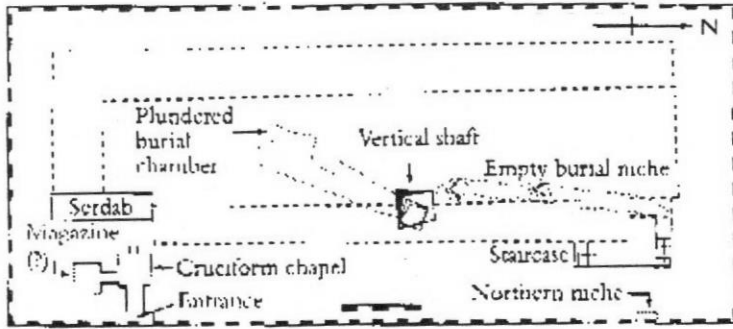 N
Plundered
burial
chamber
Vertical shaft
Empty burial niche
Serdab
Magazine
(?)
Cruciform chapel
Staircase
Entrance
Northern niche